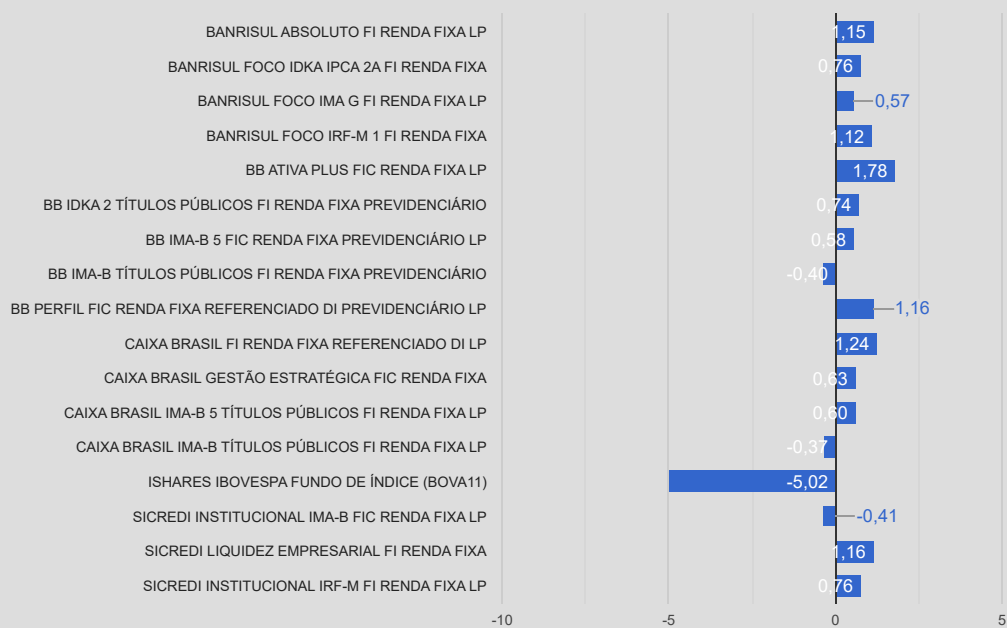 BANRISUL ABSOLUTO FI RENDA FIXA LP 1,15
BANRISUL FOCO IDKA IPCA 2A FI RENDA FIXA 0,76
BANRISUL FOCO IMA G FI RENDA FIXA LP 0,57
BANRISUL FOCO IRF-M 1 FI RENDA FIXA 1,12
BB ATIVA PLUS FIC RENDA FIXA LP 1,78
BB IDKA 2 TÍTULOS PÚBLICOS FI RENDA FIXA PREVIDENCIÁRIO 0,74
BB IMA-B 5 FIC RENDA FIXA PREVIDENCIÁRIO LP 0,58
BB IMA-B TÍTULOS PÚBLICOS FI RENDA FIXA PREVIDENCIÁRIO -0,40
BB PERFIL FIC RENDA FIXA REFERENCIADO DI PREVIDENCIÁRIO LP 1,16
CAIXA BRASIL FI RENDA FIXA REFERENCIADO DI LP 1,24
CAIXA BRASIL GESTÃO ESTRATÉGICA FIC RENDA FIXA 0,63
CAIXA BRASIL IMA-B 5 TÍTULOS PÚBLICOS FI RENDA FIXA LP 0,60
CAIXA BRASIL IMA-B TÍTULOS PÚBLICOS FI RENDA FIXA LP -0,37
ISHARES IBOVESPA FUNDO DE ÍNDICE (BOVA11) -5,02
SICREDI INSTITUCIONAL IMA-B FIC RENDA FIXA LP -0,41
SICREDI LIQUIDEZ EMPRESARIAL FI RENDA FIXA 1,16
SICREDI INSTITUCIONAL IRF-M FI RENDA FIXA LP 0,76
-10 -5 0 5